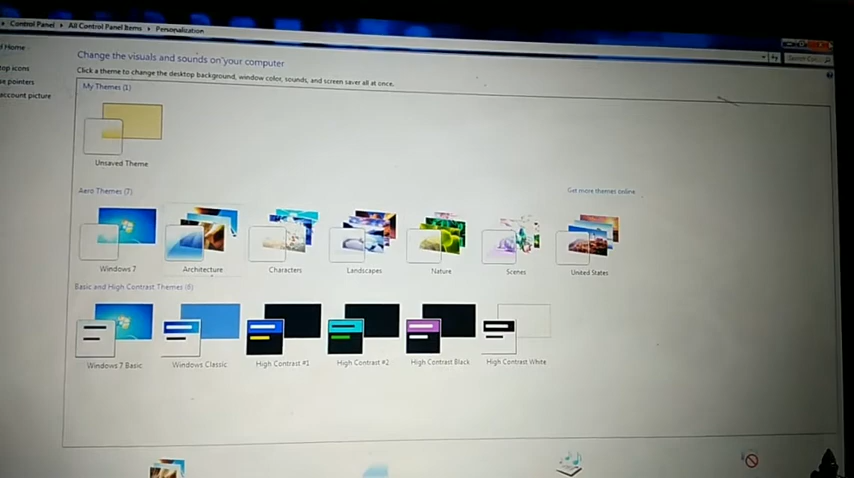 Control Panel ▸ All Control Panel Items ▸ Personalization
Home
Change the visuals and sounds on your computer
Click a theme to change the desktop background, window color, sounds, and screen saver all at once.
account picture
My Themes (1)
Unsaved Theme
Aero Themes (7)
Get more themes online
Windows 7
Architecture
Characters
Landscapes
Nature
Scenes
United States
Basic and High Contrast Themes (6)
Windows 7 Basic
Windows Classic
High Contrast #1
High Contrast #2
High Contrast Black
High Contrast White